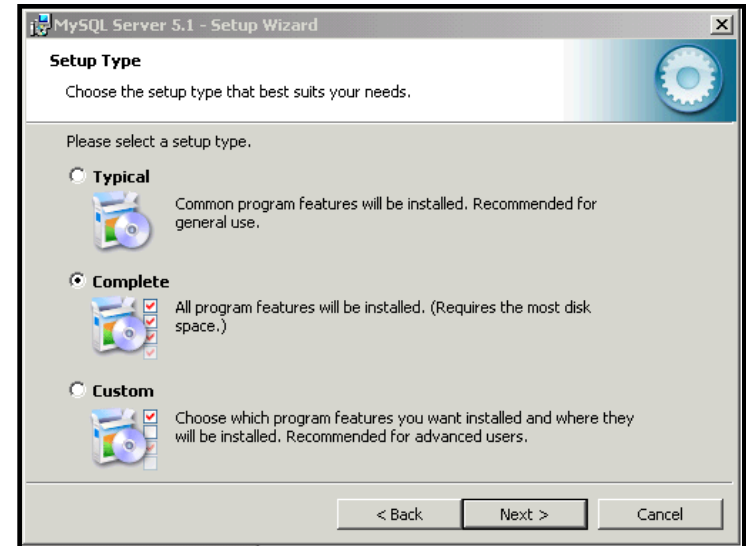 MySQL Server 5.1 - Setup Wizard
Setup Type
Choose the setup type that best suits your needs.
Please select a setup type.
Typical
Common program features will be installed. Recommended for
general use.
Complete
All program features will be installed. (Requires the most disk
space.)
Custom
Choose which program features you want installed and where they
will be installed. Recommended for advanced users.
< Back
Next >
Cancel